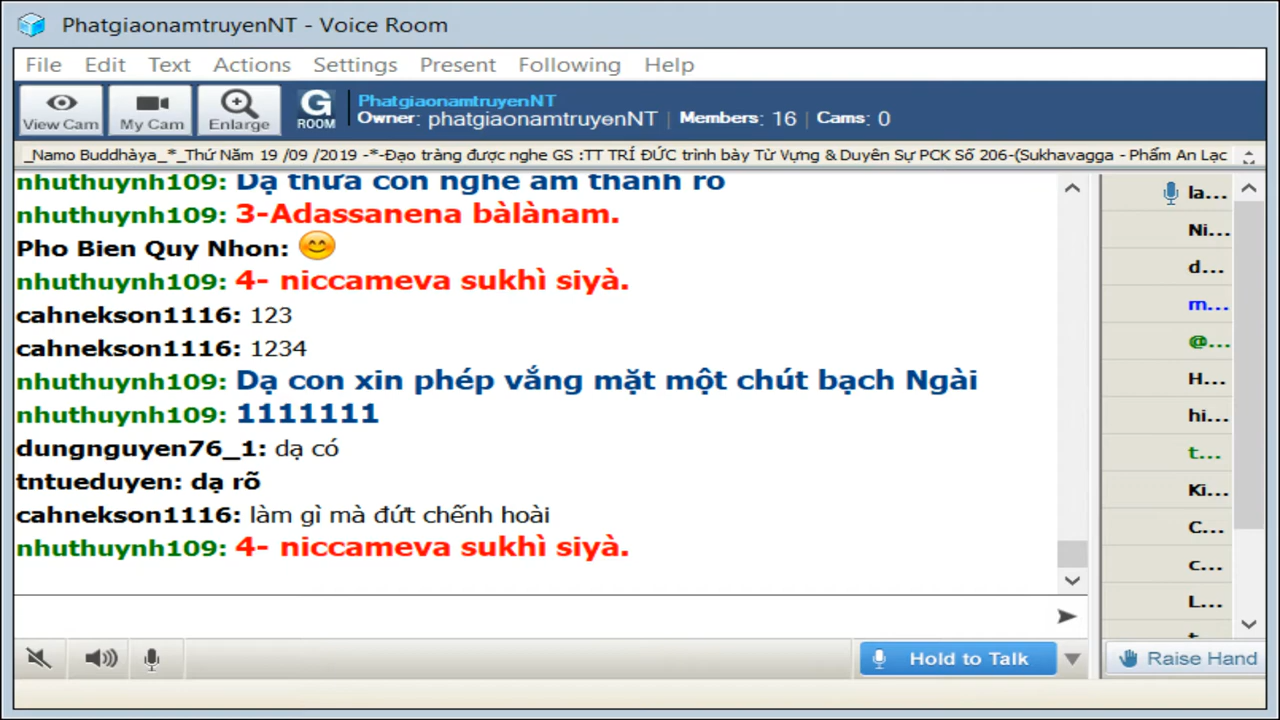 PhatgiaonamtruyenNT - Voice Room
File Edit Text Actions Settings Present Following Help
View Cam My Cam Enlarge G ROOM
PhatgiaonamtruyenNT
Owner: phatgiaonamtruyenNT Members: 16 Cams: 0
_Namo Buddhàya_*_Thứ Năm 19 /09 /2019 -*-Đạo tràng được nghe GS :TT TRÍ ĐỨC trình bày Từ Vựng & Duyên Sự PCK Số 206-(Sukhavagga - Phẩm An Lạc
nhuthuynh109: Dạ thưa con nghe âm thanh rõ
nhuthuynh109: 3-Adassanena bàlànam.
Pho Bien Quy Nhon: 😊
nhuthuynh109: 4- niccameva sukhì siyà.
cahnekson1116: 123
cahnekson1116: 1234
nhuthuynh109: Dạ con xin phép vắng mặt một chút bạch Ngài
nhuthuynh109: 1111111
dungnguyen76_1: dạ có
tntueduyen: dạ rõ
cahnekson1116: làm gì mà đứt chếnh hoài
nhuthuynh109: 4- niccameva sukhì siyà.
la...
Ni...
d...
m...
@...
H...
hi...
t...
Ki...
C...
c...
L...
Hold to Talk
Raise Hand